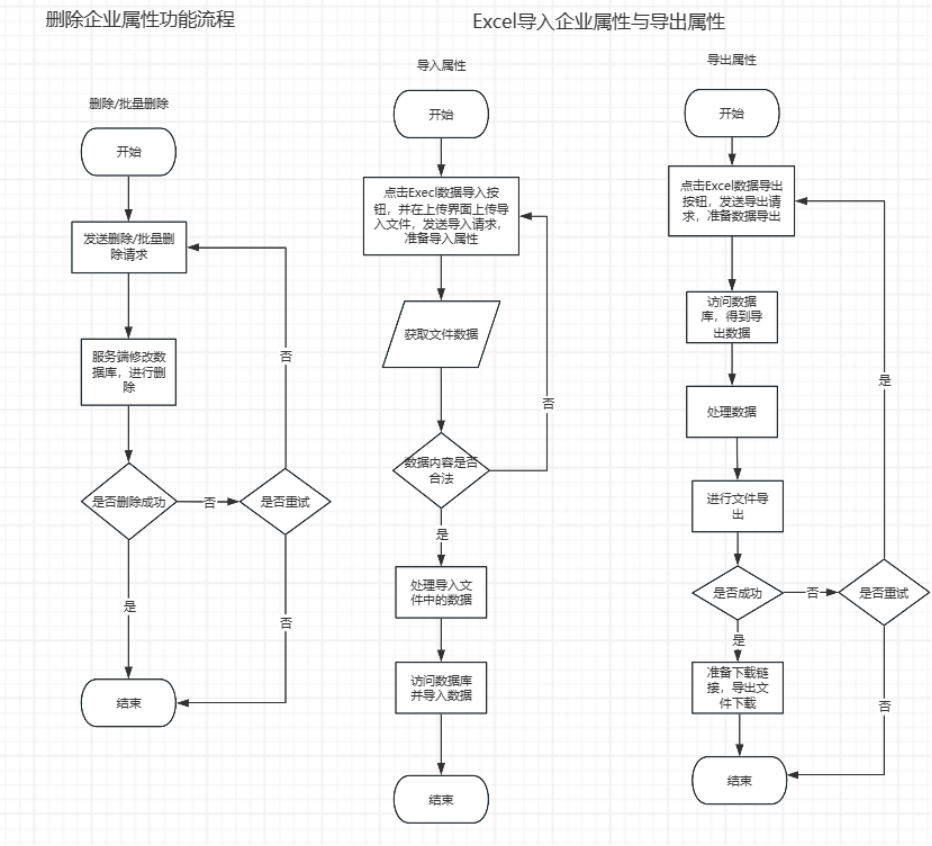 删除企业属性功能流程
Excel导入企业属性与导出属性
删除/批量删除
开始
发送删除/批量删
除请求
服务端修改数
据库，进行删
除
是否删除成功
否
是否重试
否
是
否
结束
导入属性
开始
点击Execl数据导入按
钮，并在上传界面上传导
入文件，发送导入请求，
准备导入属性
获取文件数据
数据内容是否
合法
否
是
处理导入文
件中的数据
访问数据库
并导入数据
结束
导出属性
开始
点击Excel数据导出
按钮，发送导出请
求，准备数据导出
访问数据
库，得到导
出数据
处理数据
进行文件导
出
是否成功
否
是否重试
是
是
准备下载链
接，导出文
件下载
否
结束